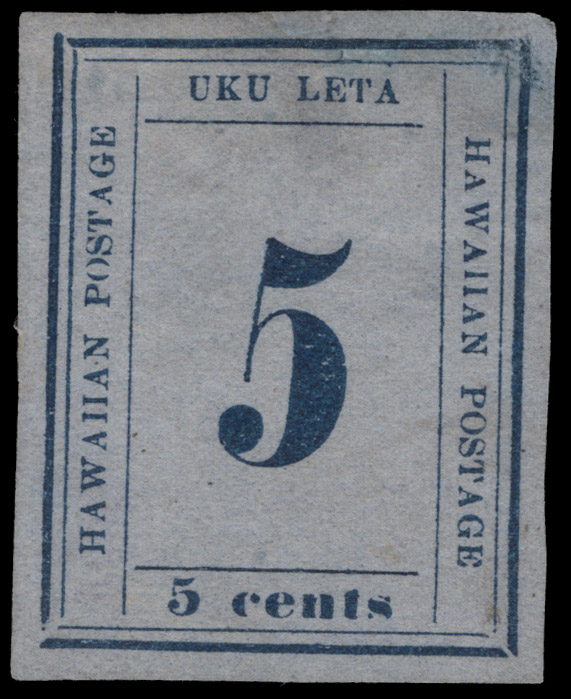 UKU LETA
HAWAIIAN POSTAGE
5
HAWAIIAN POSTAGE
5 cents